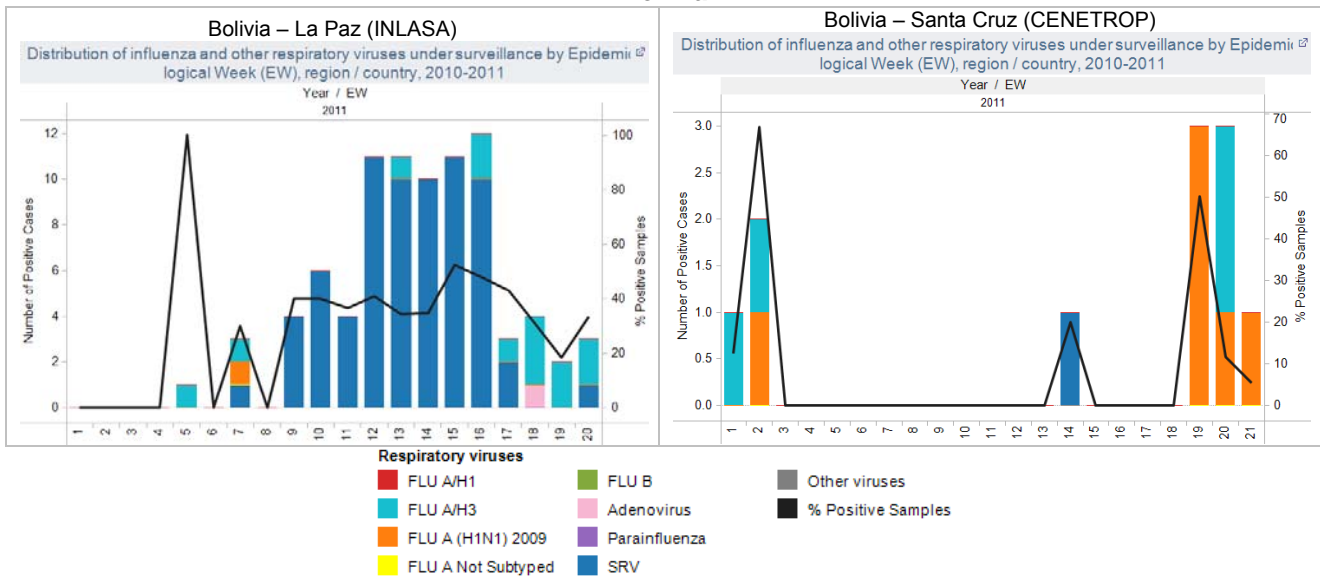 Bolivia – La Paz (INLASA)
Distribution of influenza and other respiratory viruses under surveillance by Epidemi
logical Week (EW), region / country, 2010-2011
Year / EW
2011
Number of Positive Cases
12
10
8
6
4
2
0
% Positive Samples
100
80
60
40
20
0
1 2 3 4 5 6 7 8 9 10 11 12 13 14 15 16 17 18 19 20
Bolivia – Santa Cruz (CENETROP)
Distribution of influenza and other respiratory viruses under surveillance by Epidemi
logical Week (EW), region / country, 2010-2011
Year / EW
2011
Number of Positive Cases
3.0
2.5
2.0
1.5
1.0
0.5
0.0
% Positive Samples
70
60
50
40
30
20
10
0
1 2 3 4 5 6 7 8 9 10 11 12 13 14 15 16 17 18 19 20 21
Respiratory viruses
FLU A/H1
FLU A/H3
FLU A (H1N1) 2009
FLU A Not Subtyped
FLU B
Adenovirus
Parainfluenza
SRV
Other viruses
% Positive Samples